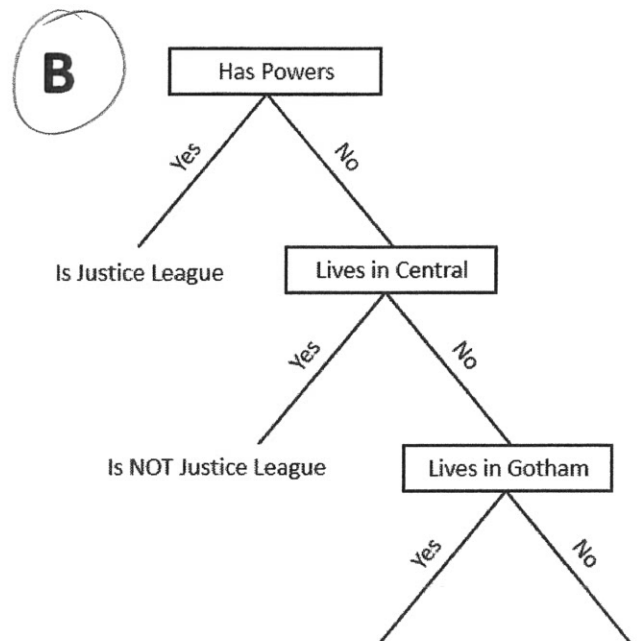 B
Has Powers
Yes
No
Is Justice League
Lives in Central
Yes
No
Is NOT Justice League
Lives in Gotham
Yes
No